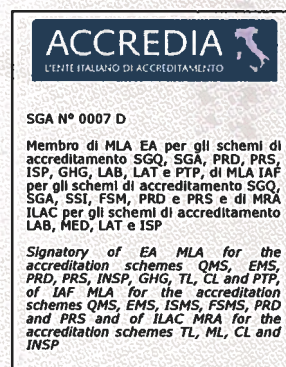 ACCREDIA
L'ENTE ITALIANO DI ACCREDITAMENTO
SGA N° 0007 D
Membro di MLA EA per gli schemi di
accreditamento SGQ, SGA, PRD, PRS,
ISP, GHG, LAB, LAT e PTP, di MLA IAF
per gli schemi di accreditamento SGQ,
SGA, SSI, FSM, PRD e PRS e di MRA
ILAC per gli schemi di accreditamento
LAB, MED, LAT e ISP
Signatory of EA MLA for the
accreditation schemes QMS, EMS,
PRD, PRS, INSP, GHG, TL, CL and PTP,
of IAF MLA for the accreditation
schemes QMS, EMS, ISMS, FSMS, PRD
and PRS and of ILAC MRA for the
accreditation schemes TL, ML, CL and
INSP